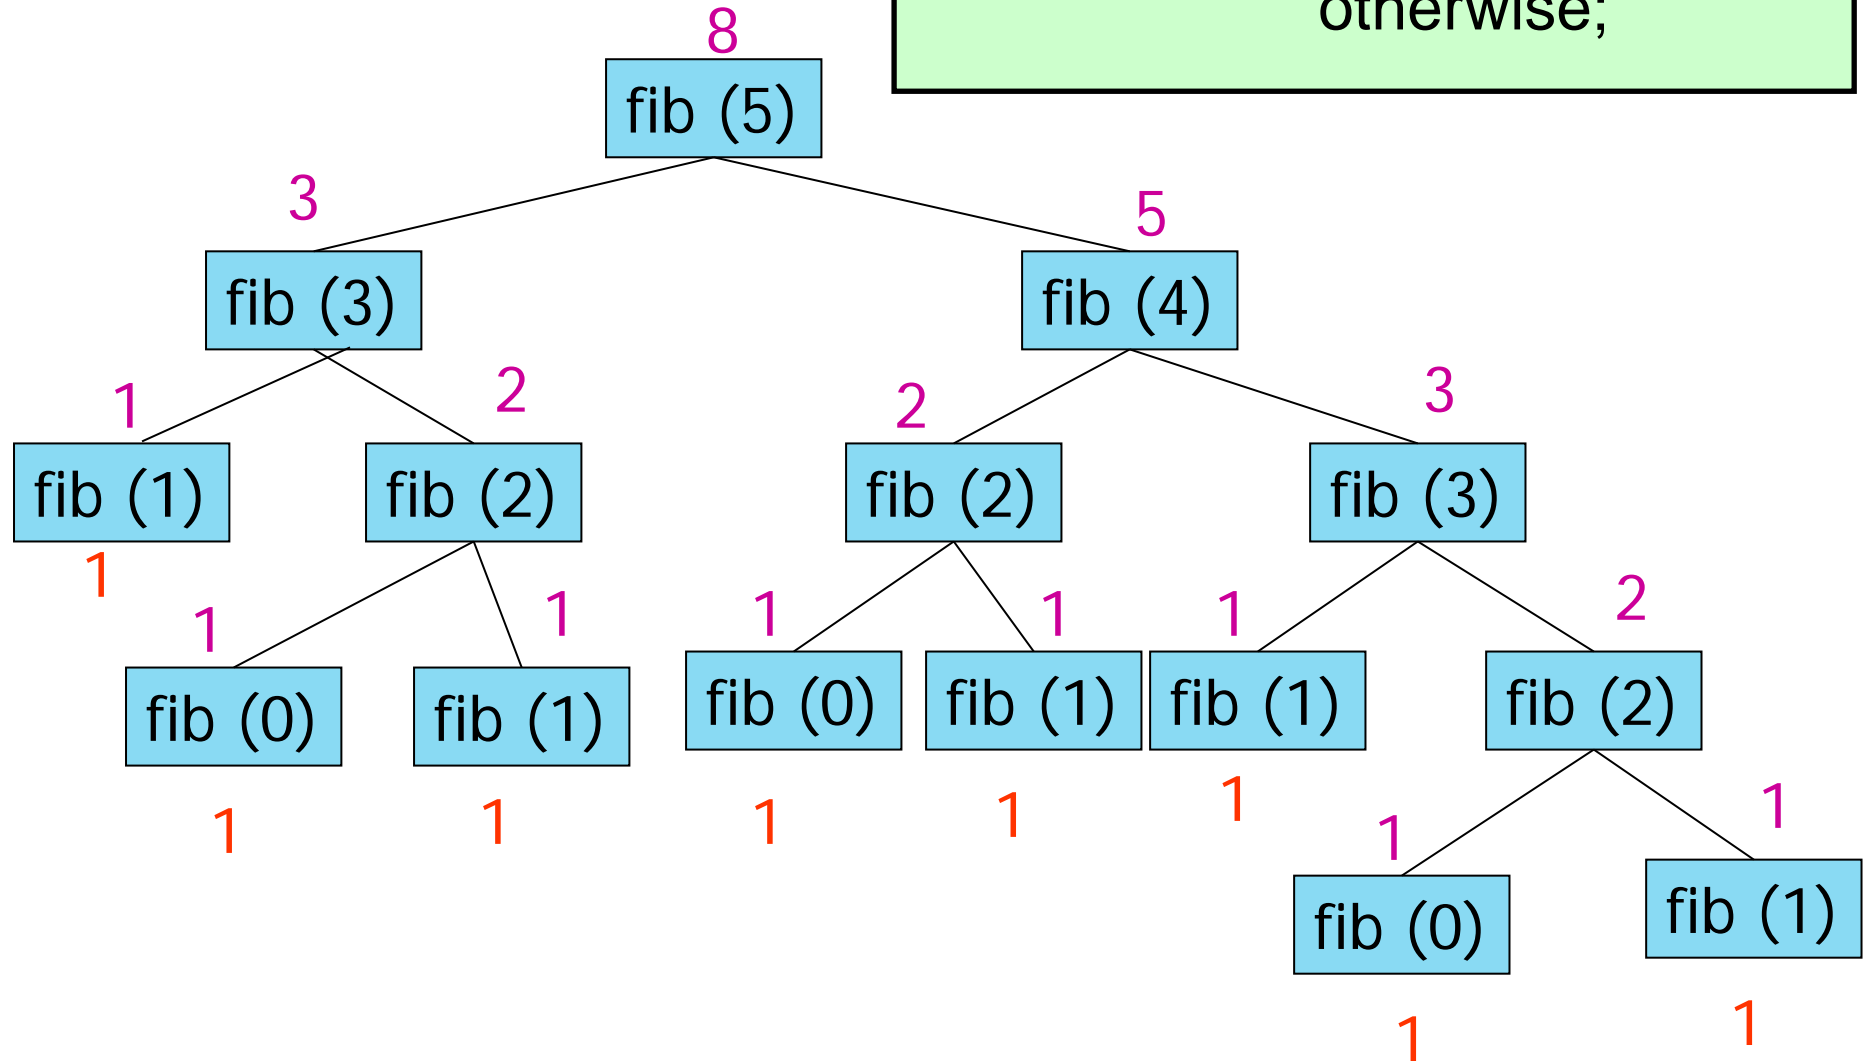 otherwise;
8
fib (5)
3 5
fib (3) fib (4)
1 2 2 3
fib (1) fib (2) fib (2) fib (3)
1
1 1 1 1 1 2
fib (0) fib (1) fib (0) fib (1) fib (1) fib (2)
1 1 1 1 1
1 1
fib (0) fib (1)
1 1